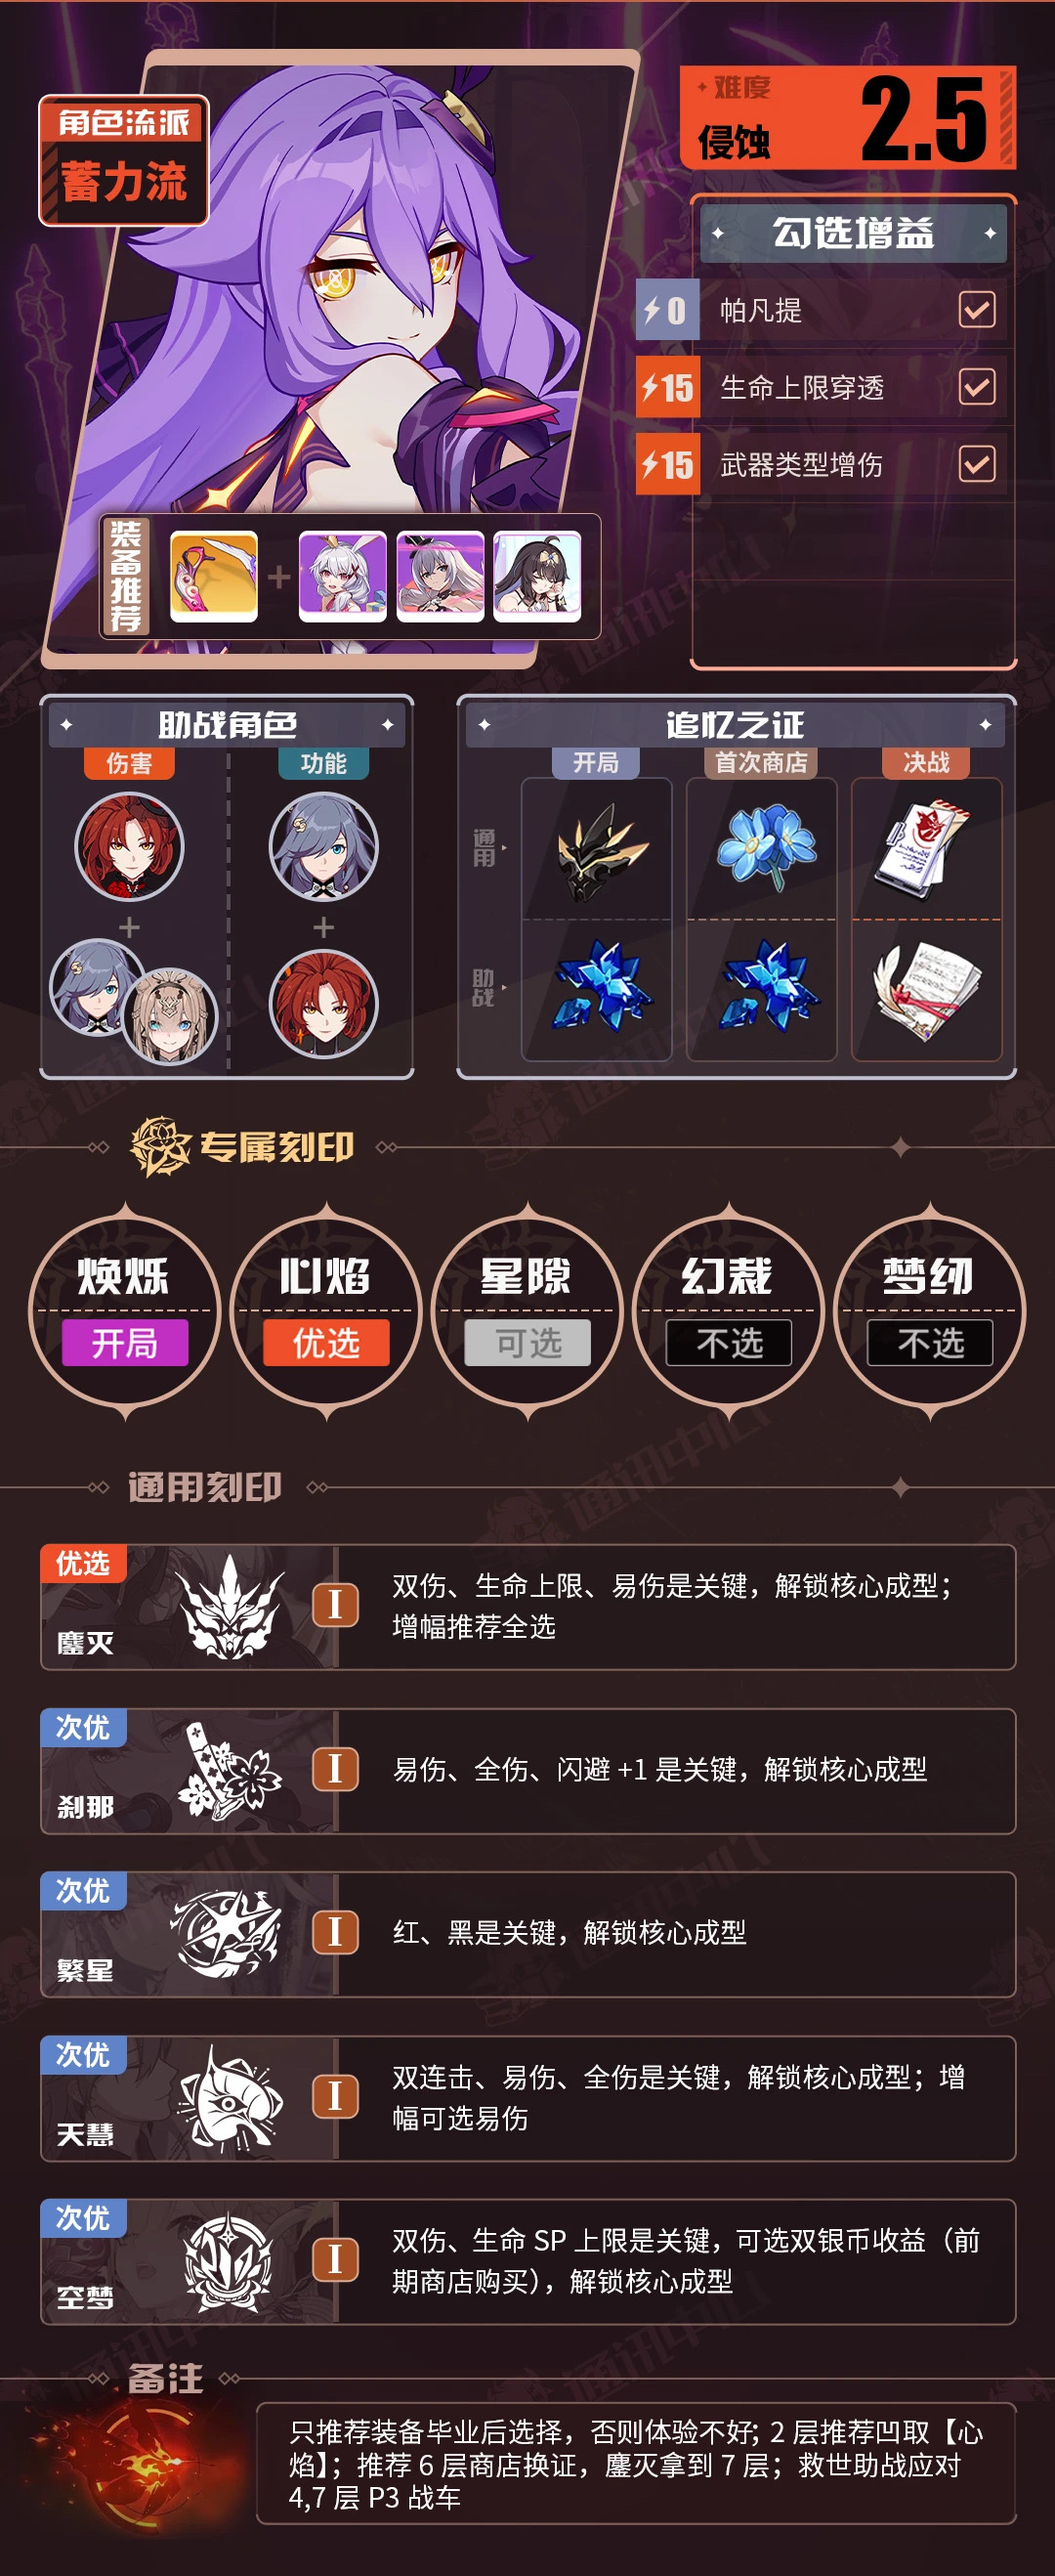 角色流派
蓄力流
难度
侵蚀
2.5
勾选增益
0 帕凡提
15 生命上限穿透
15 武器类型增伤
装备推荐
助战角色
伤害 功能
追忆之证
开局 首次商店 决战
通用
助战
专属刻印
焕烁 心焰 星隙 幻裁 梦纫
开局 优选 可选 不选 不选
通用刻印
优选
鏖灭
I
双伤、生命上限、易伤是关键，解锁核心成型；
增幅推荐全选
次优
刹那
I
易伤、全伤、闪避 +1 是关键，解锁核心成型
次优
繁星
I
红、黑是关键，解锁核心成型
次优
天慧
I
双连击、易伤、全伤是关键，解锁核心成型；增
幅可选易伤
次优
空梦
I
双伤、生命 SP 上限是关键，可选双银币收益（前
期商店购买），解锁核心成型
备注
只推荐装备毕业后选择，否则体验不好；2 层推荐凹取【心
焰】；推荐 6 层商店换证，鏖灭拿到 7 层；救世助战应对
4,7 层 P3 战车